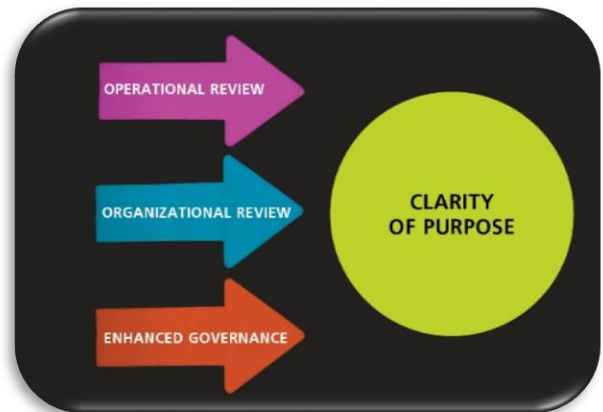 OPERATIONAL REVIEW
ORGANIZATIONAL REVIEW
ENHANCED GOVERNANCE
CLARITY
OF PURPOSE